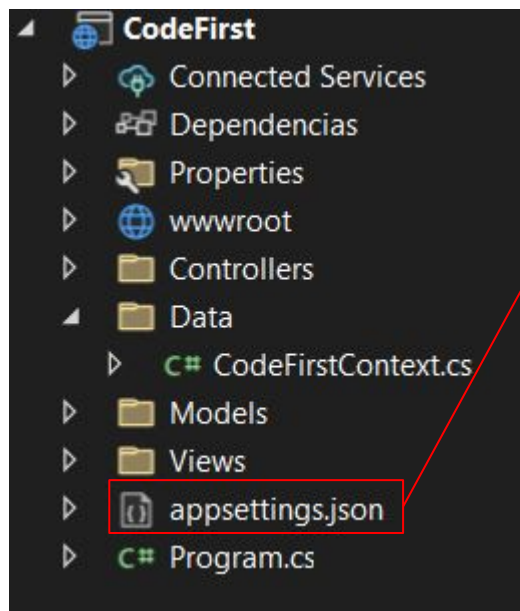 CodeFirst
Connected Services
Dependencias
Properties
wwwroot
Controllers
Data
C# CodeFirstContext.cs
Models
Views
appsettings.json
C# Program.cs